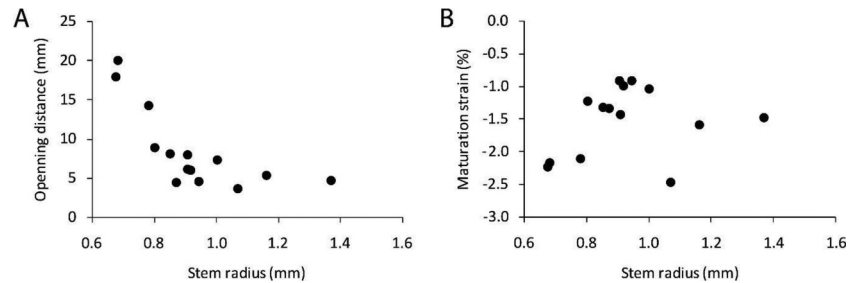 A
Openning distance (mm)
25
20
15
10
5
0
0.6 0.8 1.0 1.2 1.4 1.6
Stem radius (mm)
B
Maturation strain (%)
0.0
-0.5
-1.0
-1.5
-2.0
-2.5
-3.0
0.6 0.8 1.0 1.2 1.4 1.6
Stem radius (mm)